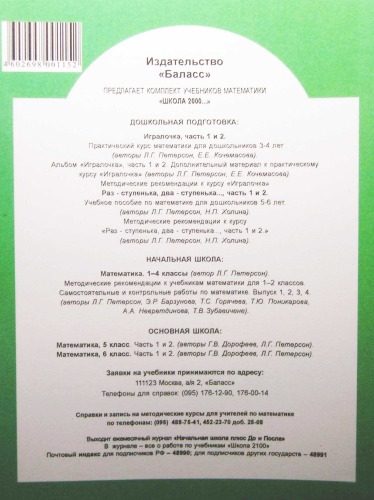 4602698001152
Издательство
«Баласс»
ПРЕДЛАГАЕТ КОМПЛЕКТ УЧЕБНИКОВ МАТЕМАТИКИ
«ШКОЛА 2000...»
ДОШКОЛЬНАЯ ПОДГОТОВКА:
Игралочка, часть 1 и 2.
Практический курс математики для дошкольников 3-4 лет
(авторы Л.Г. Петерсон, Е.Е. Кочемасова).
Альбом «Игралочка», часть 1 и 2. Дополнительный материал к практическому
курсу «Игралочка» (авторы Л.Г. Петерсон, Е.Е. Кочемасова)
Методические рекомендации к курсу «Игралочка»
Раз - ступенька, два - ступенька..., часть 1 и 2.
Учебное пособие по математике для дошкольников 5-6 лет
(авторы Л.Г. Петерсон, Н.П. Холина).
Методические рекомендации к курсу
«Раз - ступенька, два - ступенька..., часть 1 и 2.»
(авторы Л.Г. Петерсон, Н.П. Холина)
НАЧАЛЬНАЯ ШКОЛА:
Математика. 1–4 классы (автор Л.Г. Петерсон).
Методические рекомендации к учебникам математики для 1–2 классов.
Самостоятельные и контрольные работы по математике. Выпуск 1, 2, 3, 4.
(авторы Л.Г. Петерсон, Э.Р. Барзунова, Т.С. Горячева, Т.Ю. Поникарова,
А.А. Невретдинова, Т.В. Зубавичене).
ОСНОВНАЯ ШКОЛА:
Математика, 5 класс. Часть 1 и 2. (авторы Г.В. Дорофеев, Л.Г. Петерсон).
Математика, 6 класс. Часть 1 и 2. (авторы Г.В. Дорофеев, Л.Г. Петерсон).
Заявки на учебники принимаются по адресу:
111123 Москва, а/я 2, «Баласс»
Телефоны для справок: (095) 176-12-90, 176-00-14
Справки и запись на методические курсы для учителей по математике
по телефонам: (095) 488-76-41, 452-23-70 доб. 25-08
Выходит ежемесячный журнал «Начальная школа плюс До и После»
В журнале – все о работе по учебникам «Школа 2100»
Почтовый индекс для подписчиков РФ – 48990; для подписчиков других государств – 48991